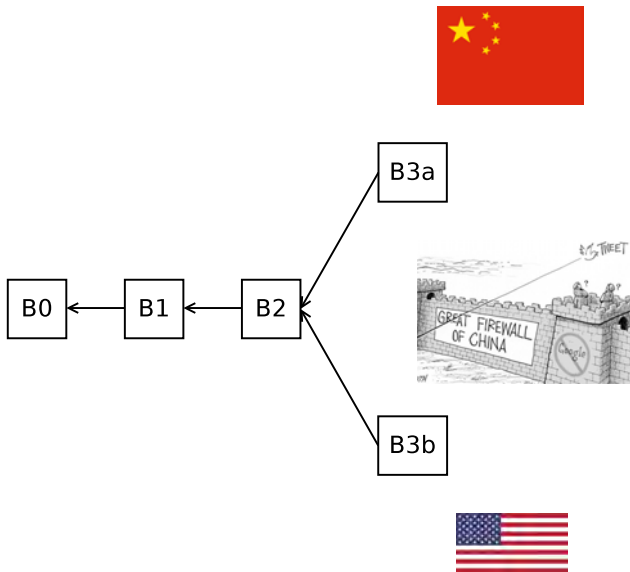 B3a
TWEET
? ?
B0
B1
B2
GREAT FIREWALL
OF CHINA
Google
B3b